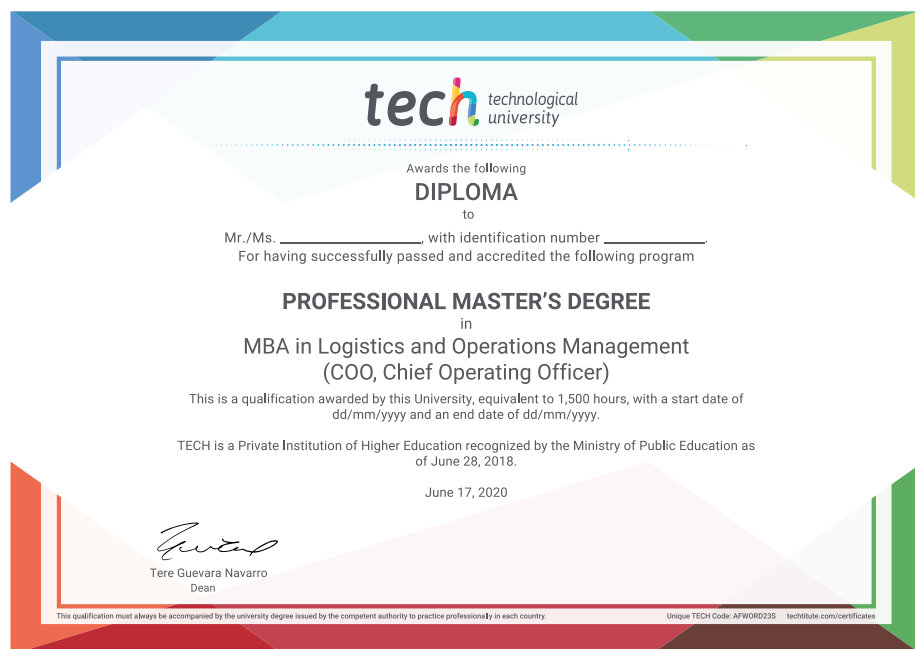 tech technological
university
Awards the following
DIPLOMA
to
Mr./Ms. ____________________, with identification number ______________.
For having successfully passed and accredited the following program
PROFESSIONAL MASTER'S DEGREE
in
MBA in Logistics and Operations Management
(COO, Chief Operating Officer)
This is a qualification awarded by this University, equivalent to 1,500 hours, with a start date of
dd/mm/yyyy and an end date of dd/mm/yyyy.
TECH is a Private Institution of Higher Education recognized by the Ministry of Public Education as
of June 28, 2018.
June 17, 2020
Tere Guevara Navarro
Dean
This qualification must always be accompanied by the university degree issued by the competent authority to practice professionally in each country.
Unique TECH Code: AFWORD23S techtitute.com/certificates